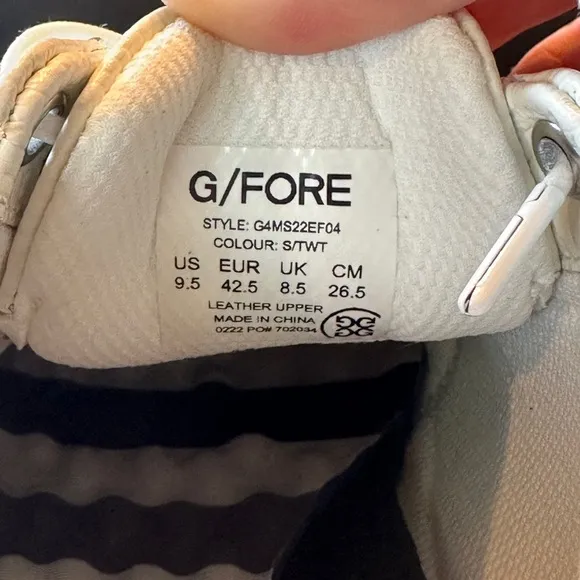 G/FORE
STYLE: G4MS22EF04
COLOUR: S/TWT
US EUR UK CM
9.5 42.5 8.5 26.5
LEATHER UPPER
MADE IN CHINA
0222 PO# 702034